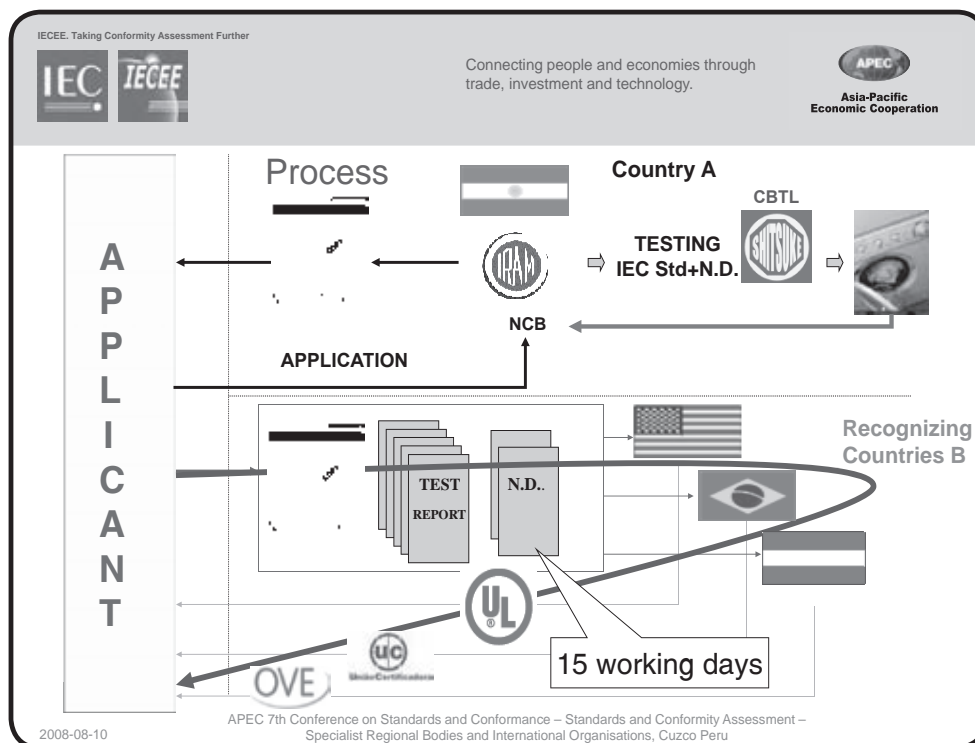 IECEE. Taking Conformity Assessment Further
IEC
IECEE
Connecting people and economies through
trade, investment and technology.
APEC
Asia-Pacific
Economic Cooperation
Process
Country A
CBTL
SHITSUKE
TESTING
IEC Std+N.D.
IRAM
NCB
APPLICATION
APPLICANT
Recognizing
Countries B
TEST
REPORT
N.D..
UL
®
15 working days
uc
UniãoCertificadora
OVE
2008-08-10
APEC 7th Conference on Standards and Conformance – Standards and Conformity Assessment –
Specialist Regional Bodies and International Organisations, Cuzco Peru